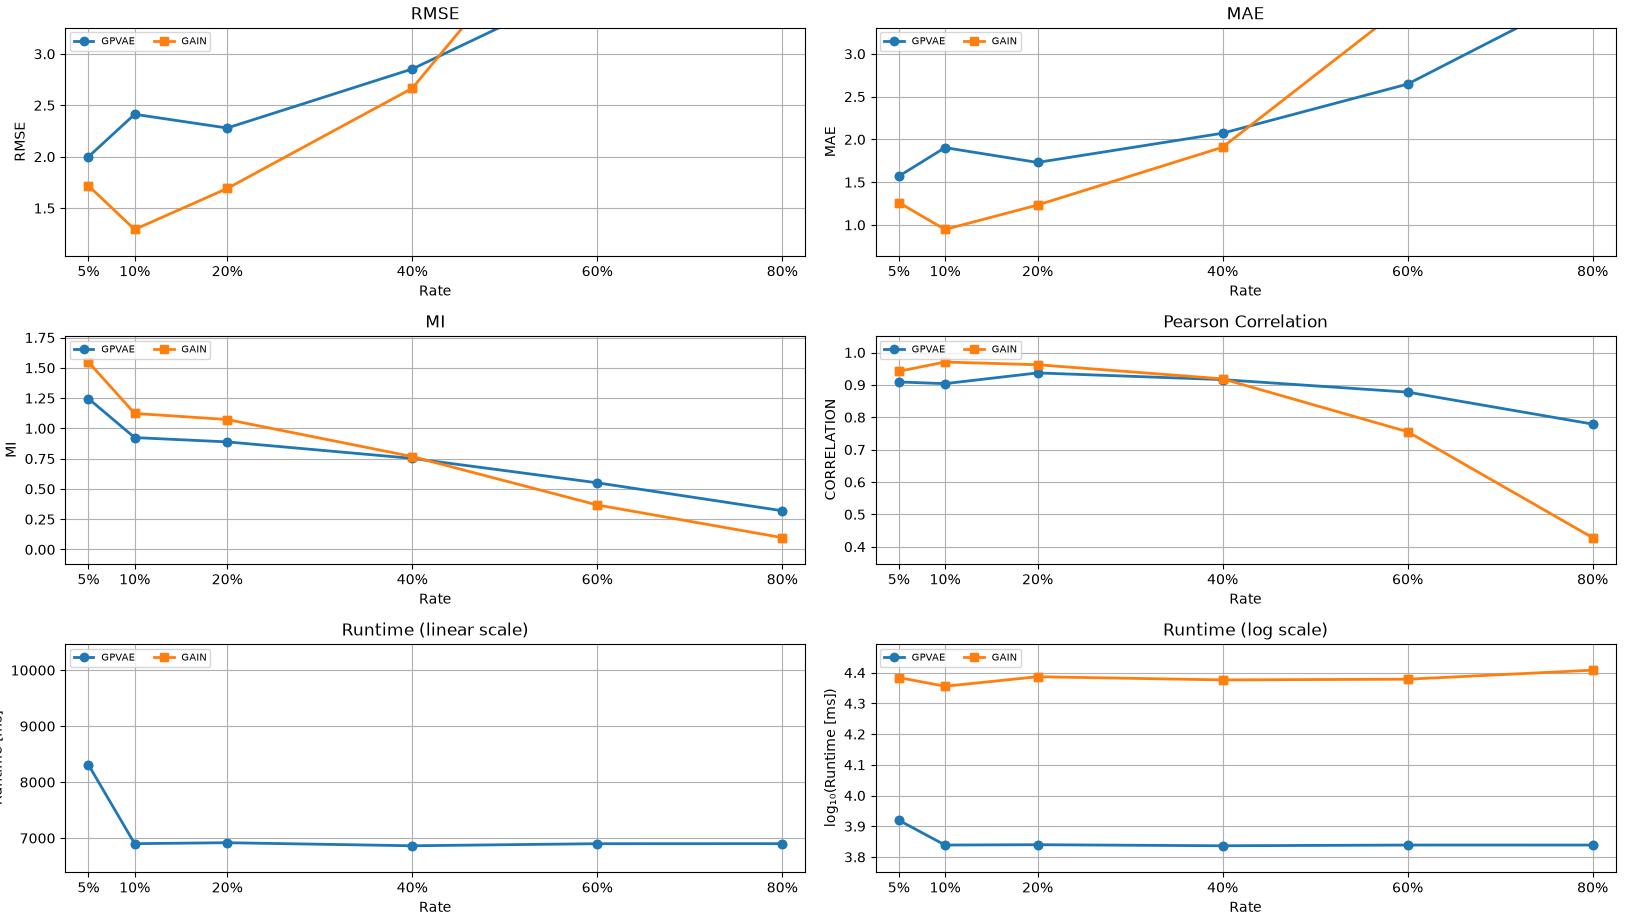 RMSE
GPVAE GAIN
3.0
2.5
2.0
1.5
RMSE
5% 10% 20% 40% 60% 80%
Rate
MAE
GPVAE GAIN
3.0
2.5
2.0
1.5
1.0
MAE
5% 10% 20% 40% 60% 80%
Rate
MI
GPVAE GAIN
1.75
1.50
1.25
1.00
0.75
0.50
0.25
0.00
MI
5% 10% 20% 40% 60% 80%
Rate
Pearson Correlation
GPVAE GAIN
1.0
0.9
0.8
0.7
0.6
0.5
0.4
CORRELATION
5% 10% 20% 40% 60% 80%
Rate
Runtime (linear scale)
GPVAE GAIN
10000
9000
8000
7000
5% 10% 20% 40% 60% 80%
Rate
Runtime (log scale)
GPVAE GAIN
4.4
4.3
4.2
4.1
4.0
3.9
3.8
log₁₀(Runtime [ms])
5% 10% 20% 40% 60% 80%
Rate